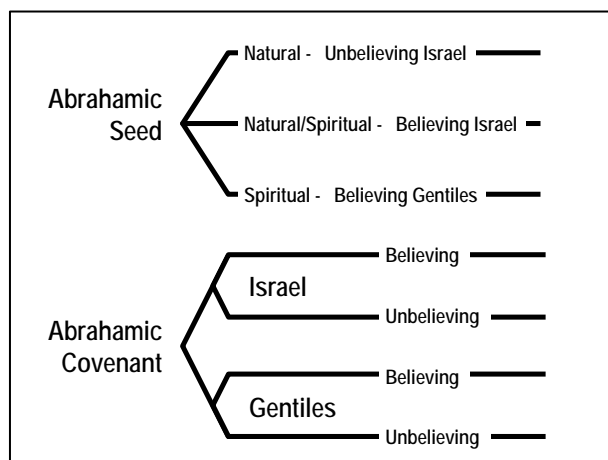 Natural - Unbelieving Israel
Abrahamic
Seed
Natural/Spiritual - Believing Israel
Spiritual - Believing Gentiles
Believing
Israel
Unbelieving
Abrahamic
Covenant
Believing
Gentiles
Unbelieving